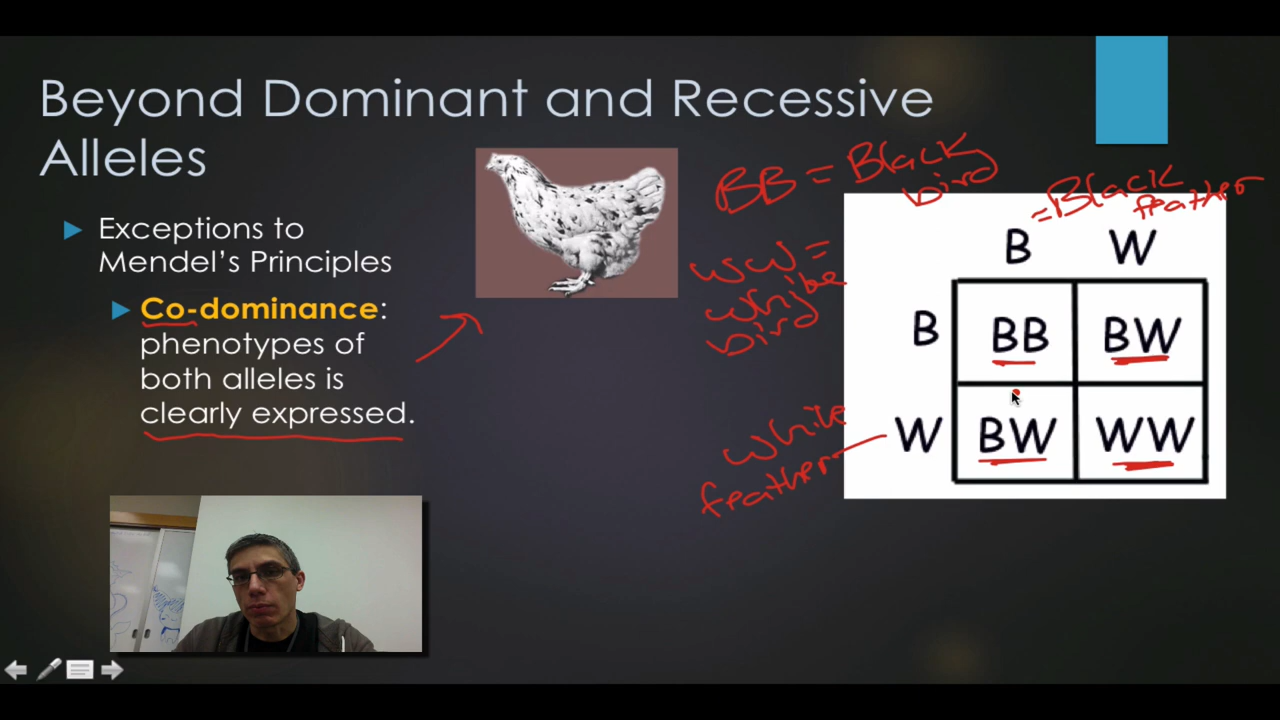 Beyond Dominant and Recessive
Alleles
Exceptions to
Mendel's Principles
Co-dominance:
phenotypes of
both alleles is
clearly expressed.
BB = Black
bird
WW =
white
bird
= Black
feather
B W
B BB BW
W BW WW
white
feather